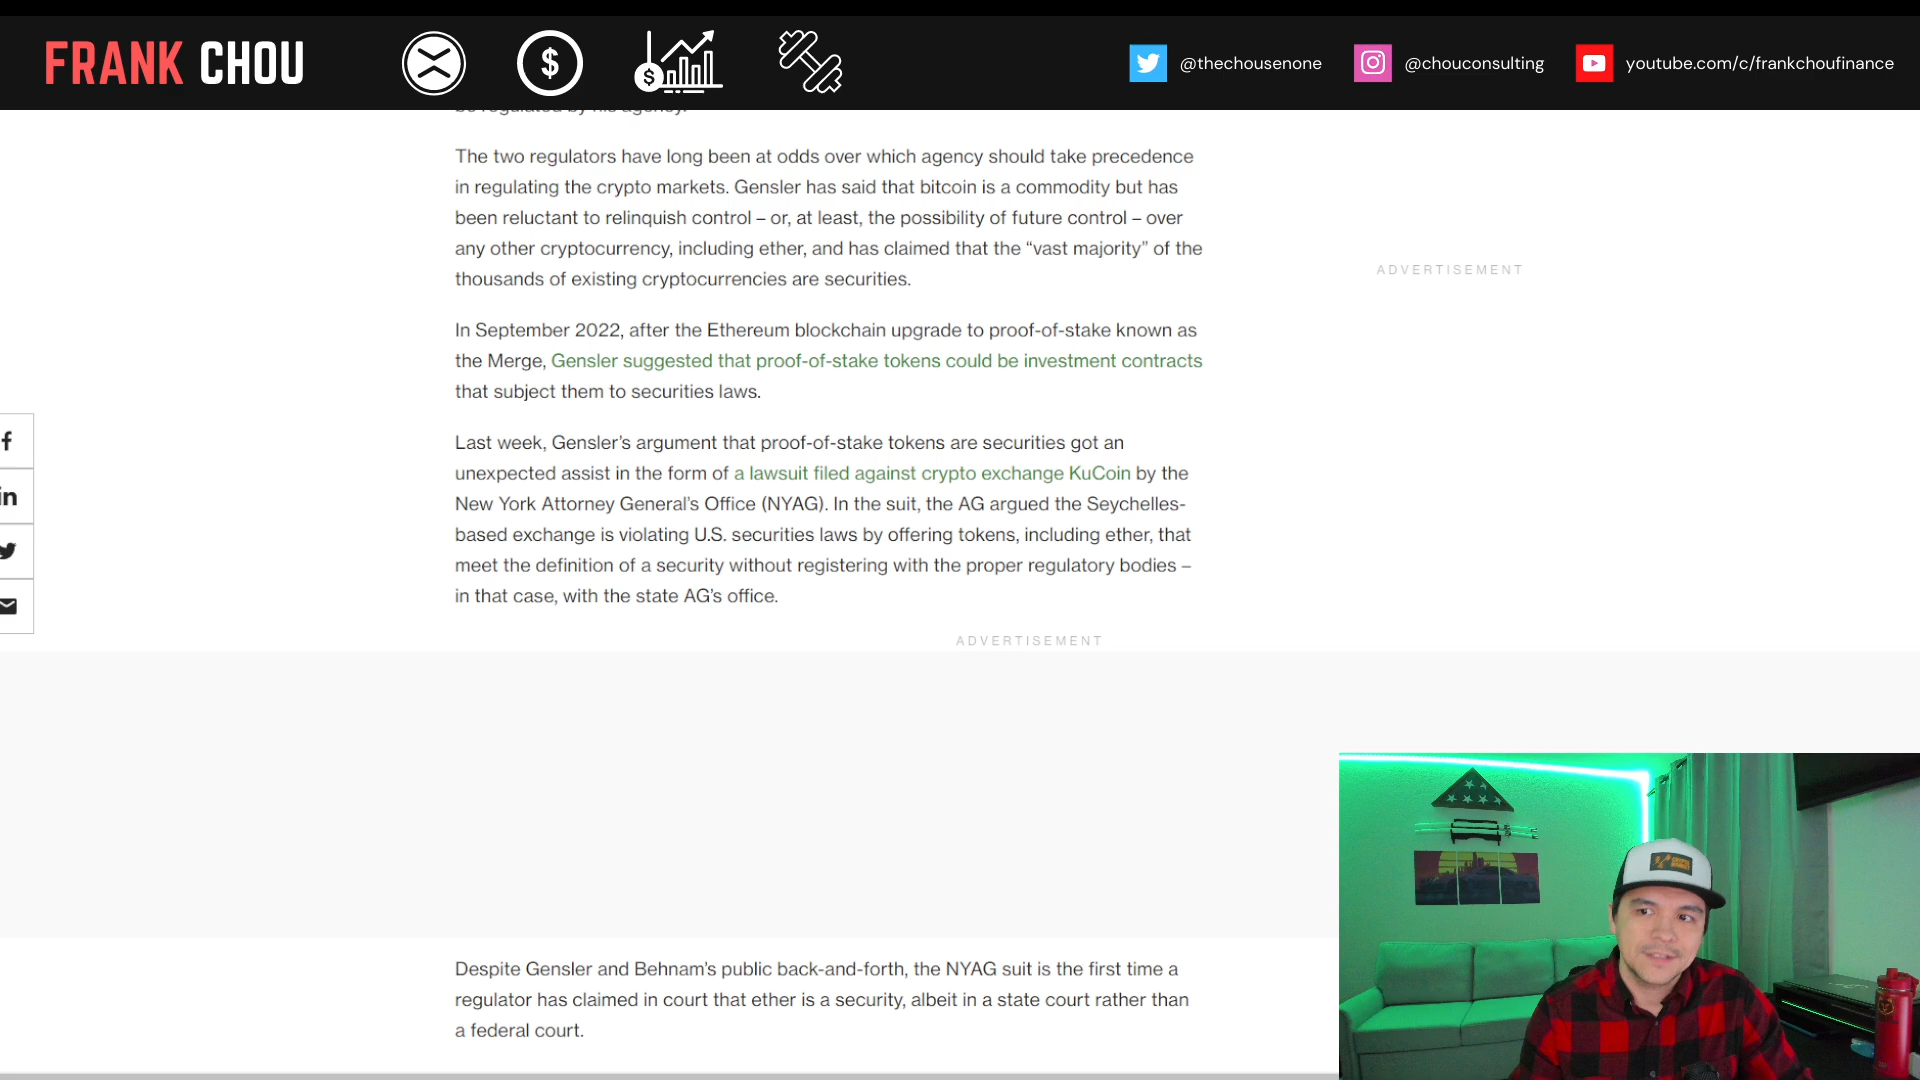 FRANK CHOU
@thechousenone
@chouconsulting
youtube.com/c/frankchoufinance
be regulated by his agency.
The two regulators have long been at odds over which agency should take precedence
in regulating the crypto markets. Gensler has said that bitcoin is a commodity but has
been reluctant to relinquish control – or, at least, the possibility of future control – over
any other cryptocurrency, including ether, and has claimed that the “vast majority” of the
thousands of existing cryptocurrencies are securities.
ADVERTISEMENT
In September 2022, after the Ethereum blockchain upgrade to proof-of-stake known as
the Merge, Gensler suggested that proof-of-stake tokens could be investment contracts
that subject them to securities laws.
Last week, Gensler’s argument that proof-of-stake tokens are securities got an
unexpected assist in the form of a lawsuit filed against crypto exchange KuCoin by the
New York Attorney General’s Office (NYAG). In the suit, the AG argued the Seychelles-
based exchange is violating U.S. securities laws by offering tokens, including ether, that
meet the definition of a security without registering with the proper regulatory bodies –
in that case, with the state AG’s office.
ADVERTISEMENT
Despite Gensler and Behnam’s public back-and-forth, the NYAG suit is the first time a
regulator has claimed in court that ether is a security, albeit in a state court rather than
a federal court.